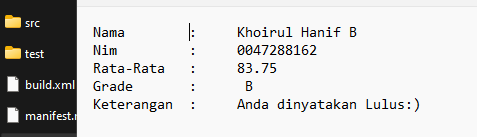 src
test
build.xml
manifest.
Nama : Khoirul Hanif B
Nim : 0047288162
Rata-Rata : 83.75
Grade : B
Keterangan : Anda dinyatakan Lulus:)